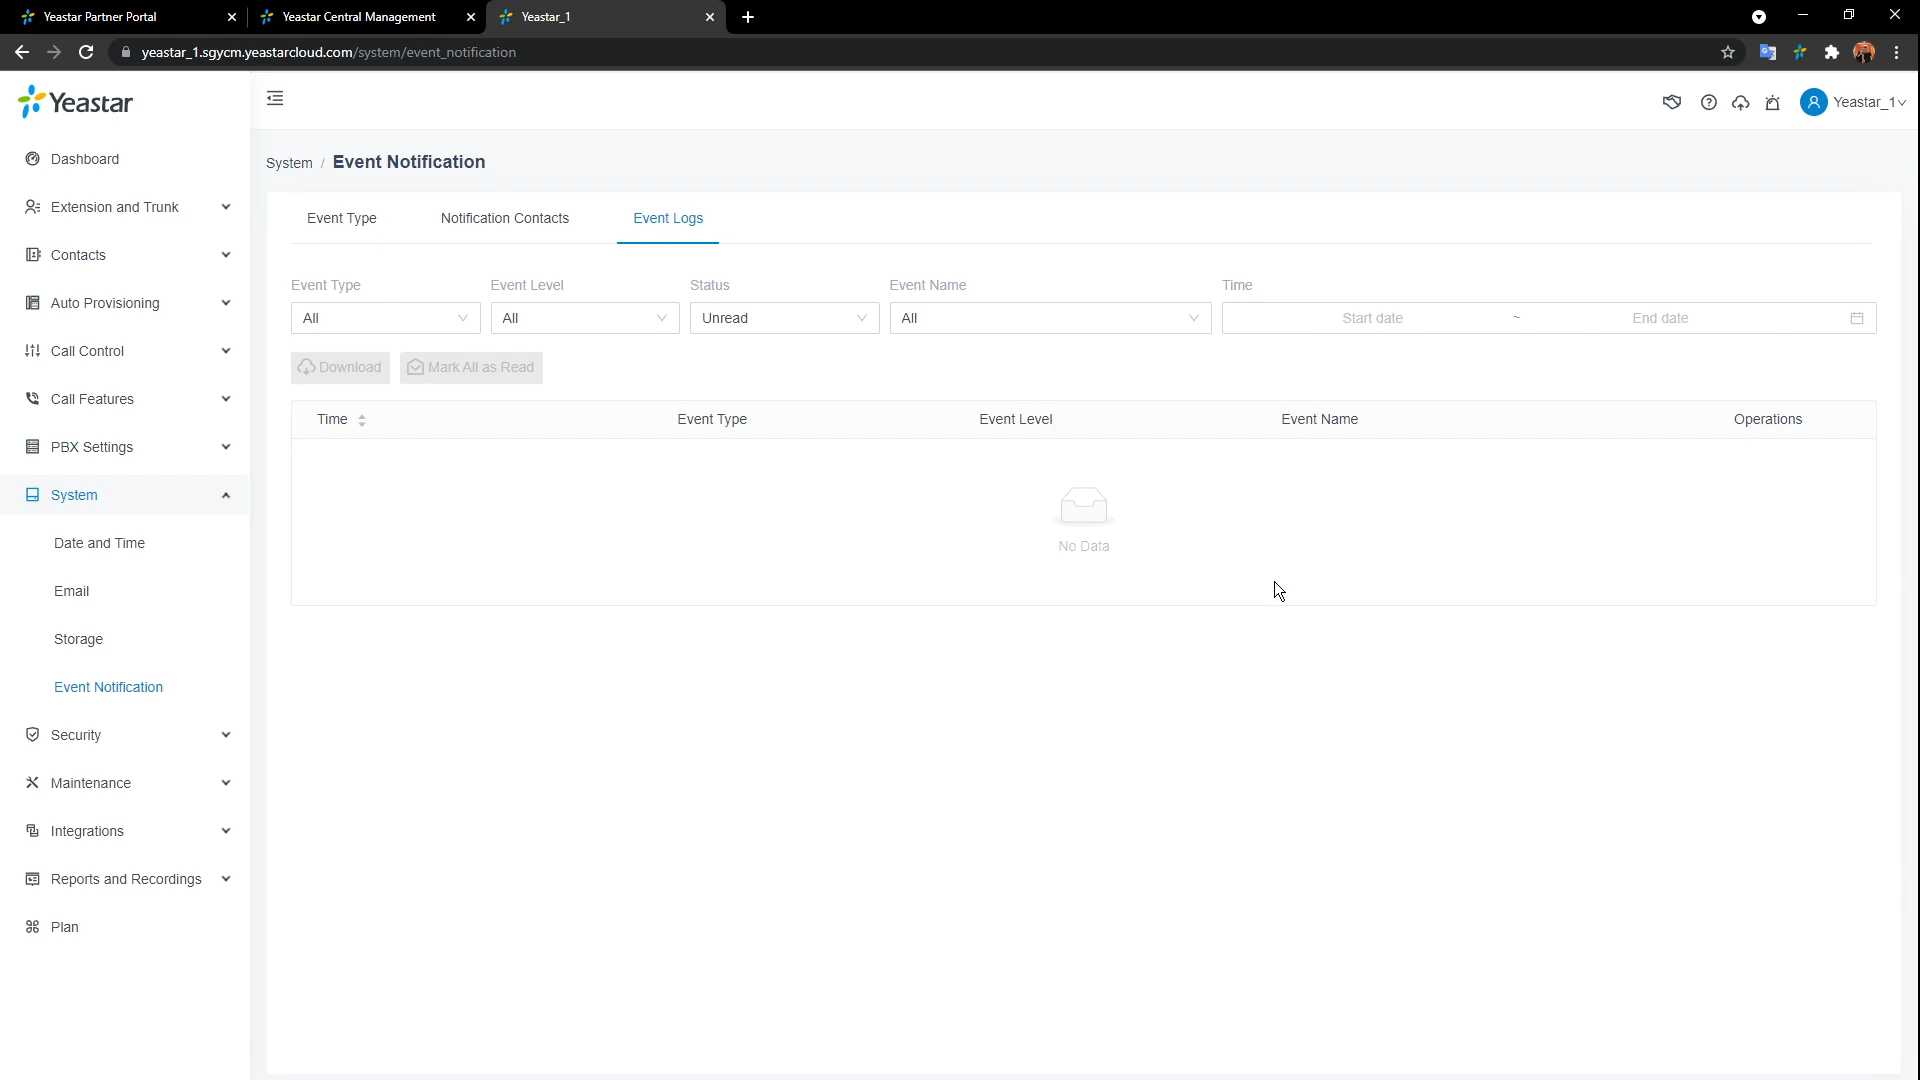 Yeastar Partner Portal
Yeastar Central Management
Yeastar_1
yeastar_1.sgycm.yeastarcloud.com/system/event_notification
Yeastar
Yeastar_1
Dashboard
Extension and Trunk
Contacts
Auto Provisioning
Call Control
Call Features
PBX Settings
System
Date and Time
Email
Storage
Event Notification
Security
Maintenance
Integrations
Reports and Recordings
Plan
System / Event Notification
Event Type Notification Contacts Event Logs
Event Type Event Level Status Event Name Time
All All Unread All Start date ~ End date
Download Mark All as Read
Time Event Type Event Level Event Name Operations
No Data